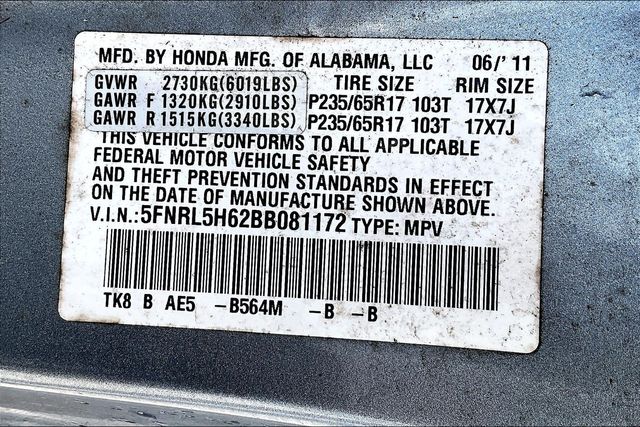 MFD. BY HONDA MFG. OF ALABAMA, LLC 06/'11
GVWR 2730KG(6019LBS) TIRE SIZE RIM SIZE
GAWR F 1320KG(2910LBS) P235/65R17 103T 17X7J
GAWR R 1515KG(3340LBS) P235/65R17 103T 17X7J
THIS VEHICLE CONFORMS TO ALL APPLICABLE
FEDERAL MOTOR VEHICLE SAFETY
AND THEFT PREVENTION STANDARDS IN EFFECT
ON THE DATE OF MANUFACTURE SHOWN ABOVE.
V.I.N.:5FNRL5H62BB081172 TYPE: MPV
TK8 B AE5 -B564M -B -B